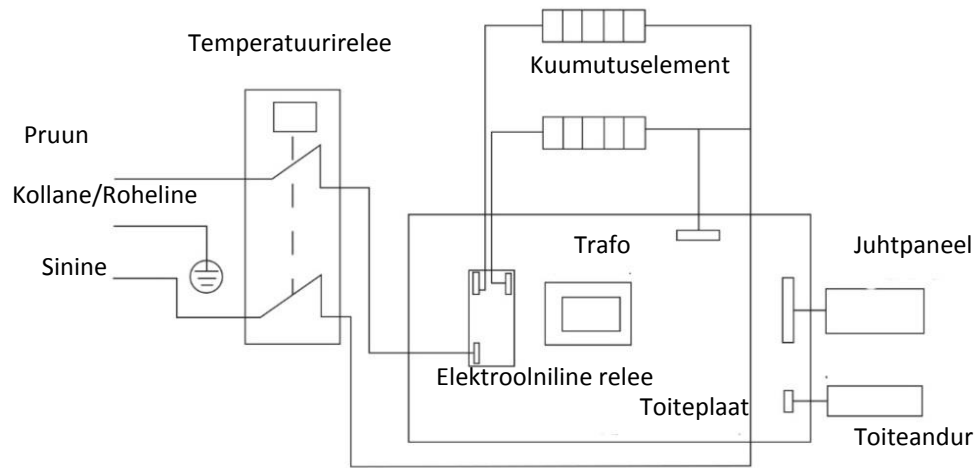 Temperatuurirelee
Kuumutuselement
Pruun
Kollane/Roheline
Sinine
Trafo
Juhtpaneel
Elektroolniline relee
Toiteplaat
Toiteandur